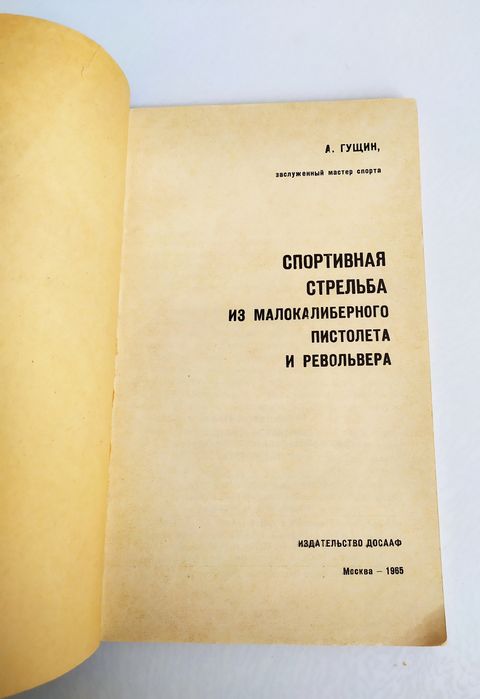 А. ГУЩИН,
заслуженный мастер спорта
СПОРТИВНАЯ
СТРЕЛЬБА
ИЗ МАЛОКАЛИБЕРНОГО
ПИСТОЛЕТА
И РЕВОЛЬВЕРА
ИЗДАТЕЛЬСТВО ДОСААФ
Москва – 1965